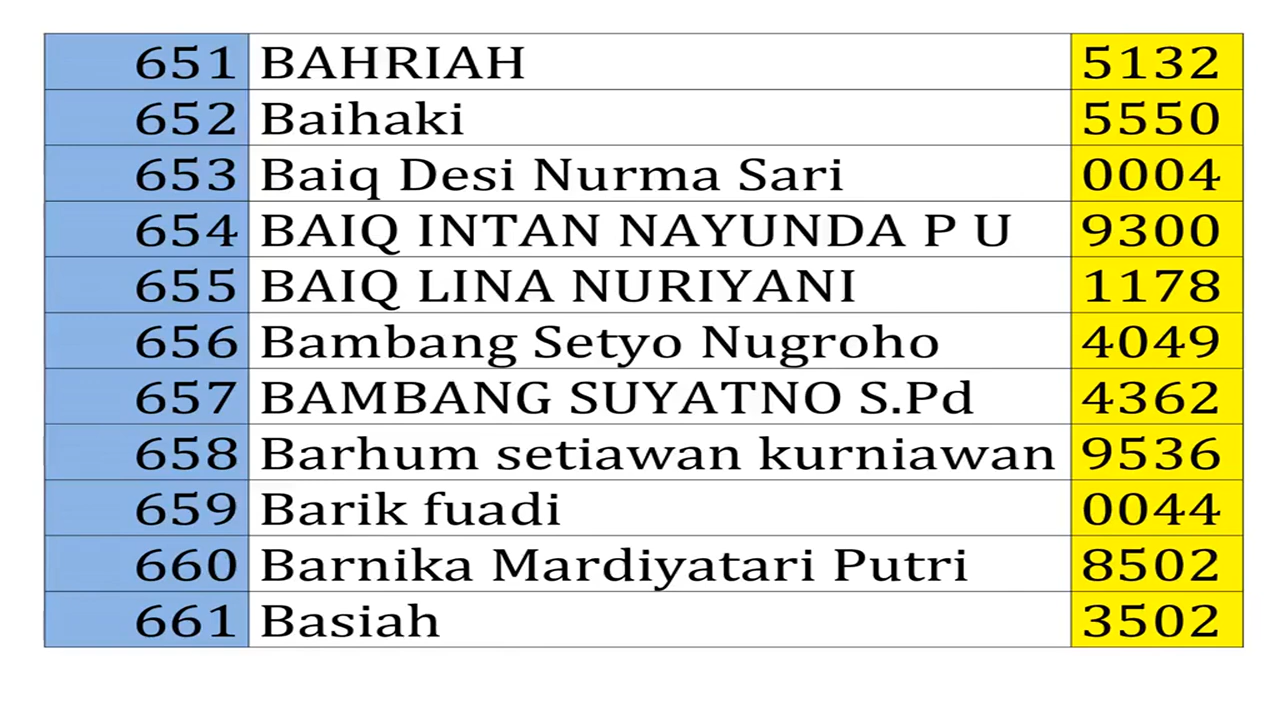 651 BAHRIAH 5132
652 Baihaki 5550
653 Baiq Desi Nurma Sari 0004
654 BAIQ INTAN NAYUNDA P U 9300
655 BAIQ LINA NURIYANI 1178
656 Bambang Setyo Nugroho 4049
657 BAMBANG SUYATNO S.Pd 4362
658 Barhum setiawan kurniawan 9536
659 Barik fuadi 0044
660 Barnika Mardiyatari Putri 8502
661 Basiah 3502